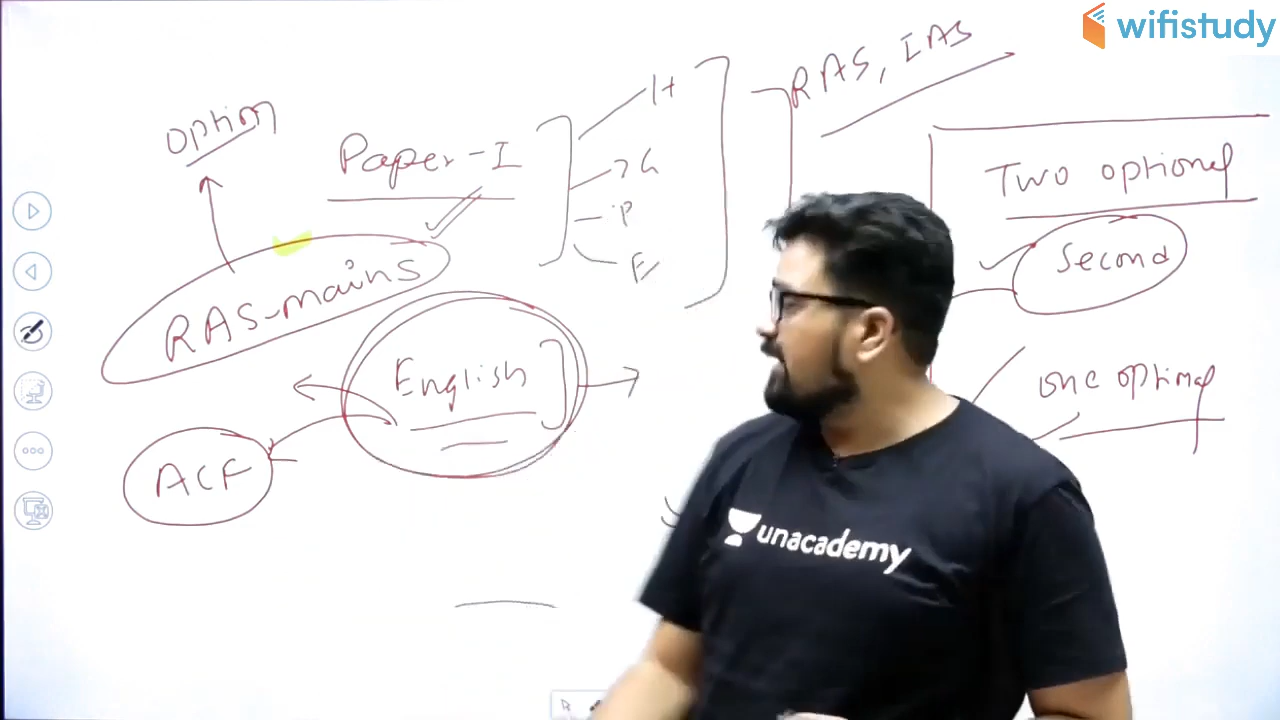 wifistudy
RAS, IAS
option
Paper-I
H
G
P
E
Two optional
Second
RAS-mains
English
one optional
ACF
unacademy